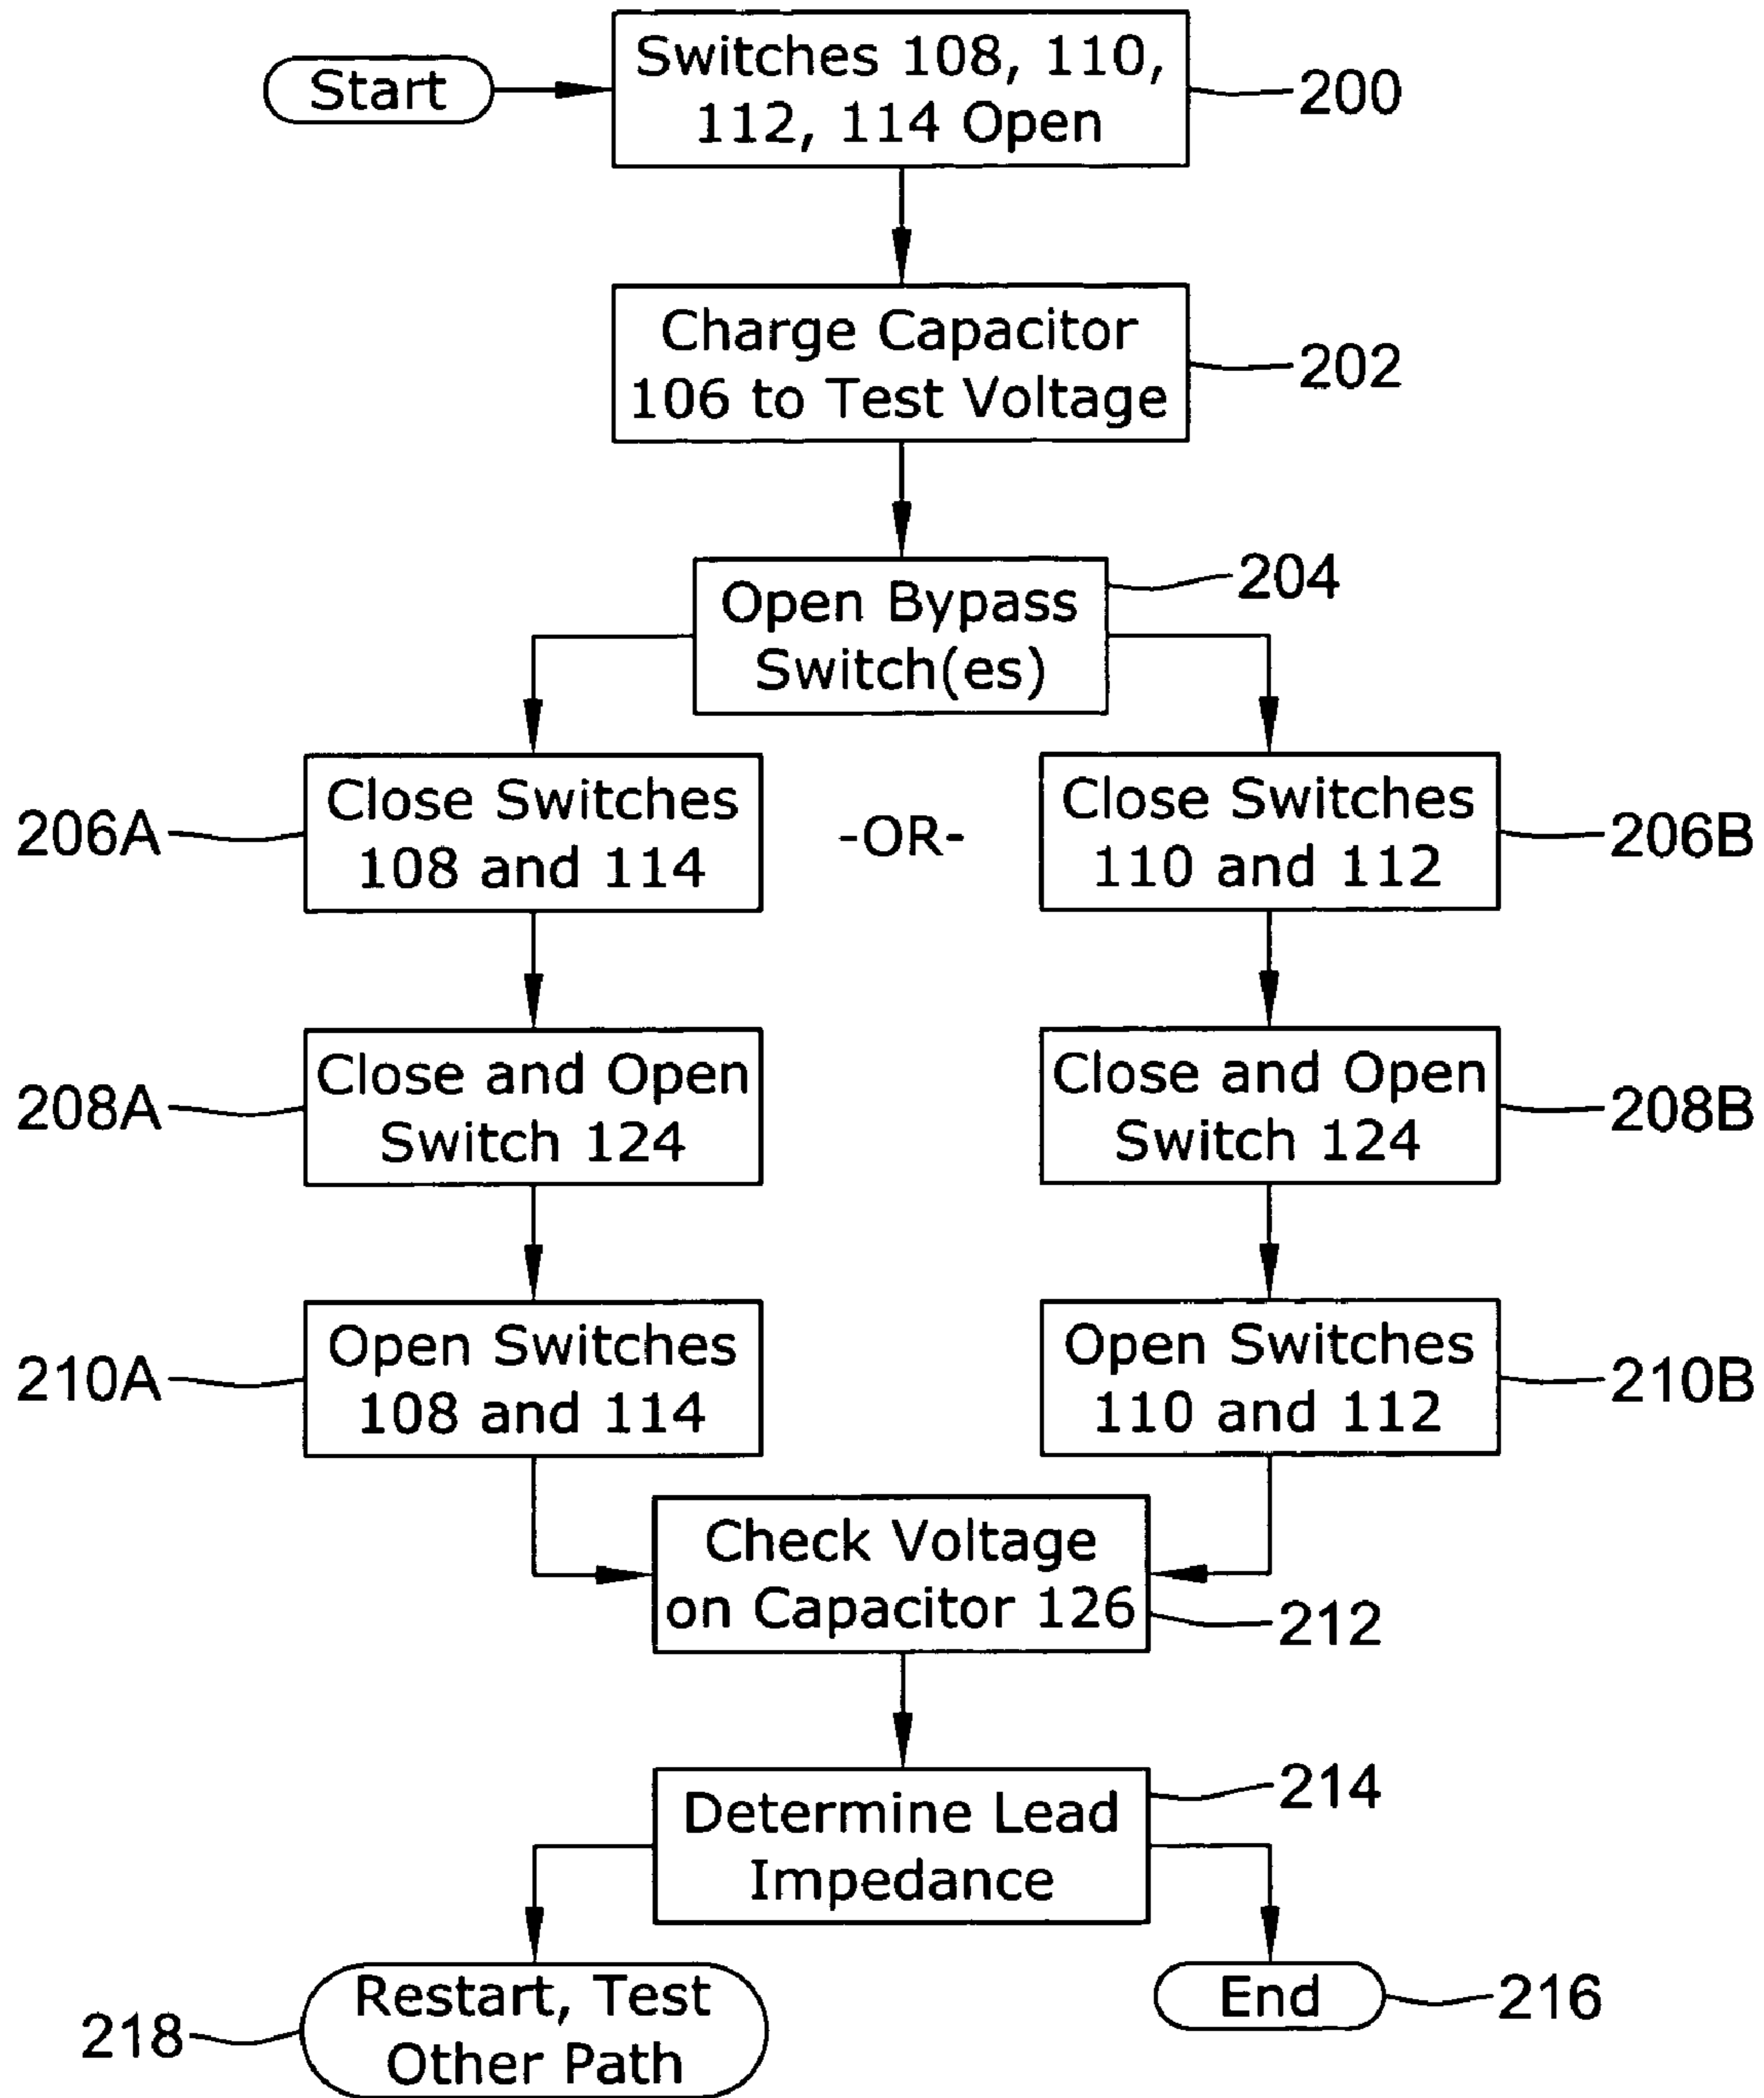 Start
Switches 108, 110,
112, 114 Open
200
Charge Capacitor
106 to Test Voltage
202
Open Bypass
Switch(es)
204
206A
Close Switches
108 and 114
-OR-
Close Switches
110 and 112
206B
208A
Close and Open
Switch 124
Close and Open
Switch 124
208B
210A
Open Switches
108 and 114
Open Switches
110 and 112
210B
Check Voltage
on Capacitor 126
212
Determine Lead
Impedance
214
218
Restart, Test
Other Path
End
216